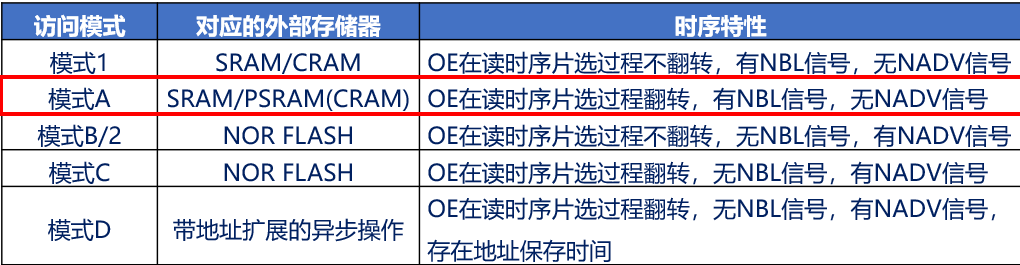 访问模式 对应的外部存储器 时序特性
模式1 SRAM/CRAM OE在读时序片选过程不翻转，有NBL信号，无NADV信号
模式A SRAM/PSRAM(CRAM) OE在读时序片选过程翻转，有NBL信号，无NADV信号
模式B/2 NOR FLASH OE在读时序片选过程不翻转，无NBL信号，有NADV信号
模式C NOR FLASH OE在读时序片选过程翻转，无NBL信号，有NADV信号
模式D 带地址扩展的异步操作 OE在读时序片选过程翻转，无NBL信号，有NADV信号，
存在地址保存时间